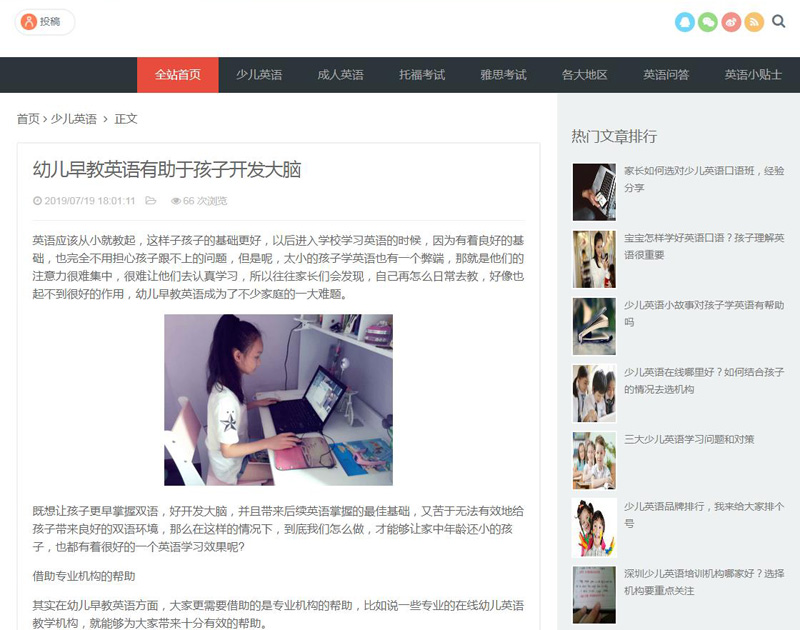 投稿
全站首页 少儿英语 成人英语 托福考试 雅思考试 各大地区 英语问答 英语小贴士
首页 › 少儿英语 › 正文
幼儿早教英语有助于孩子开发大脑
2019/07/19 18:01:11 66 次浏览
英语应该从小就教起，这样子孩子的基础更好，以后进入学校学习英语的时候，因为有着良好的基
础，也完全不用担心孩子跟不上的问题，但是呢，太小的孩子学英语也有一个弊端，那就是他们的
注意力很难集中，很难让他们去认真学习，所以往往家长们会发现，自己再怎么日常去教，好像也
起不到很好的作用，幼儿早教英语成为了不少家庭的一大难题。
既想让孩子更早掌握双语，好开发大脑，并且带来后续英语掌握的最佳基础，又苦于无法有效地给
孩子带来良好的双语环境，那么在这样的情况下，到底我们怎么做，才能够让家中年龄还小的孩
子，也都有着很好的一个英语学习效果呢?
借助专业机构的帮助
其实在幼儿早教英语方面，大家更需要借助的是专业机构的帮助，比如说一些专业的在线幼儿英语
教学机构，就能够为大家带来十分有效的帮助。
热门文章排行
家长如何选对少儿英语口语班，经验
分享
宝宝怎样学好英语口语？孩子理解英
语很重要
少儿英语小故事对孩子学英语有帮助
吗
少儿英语在线哪里好？如何结合孩子
的情况去选机构
三大少儿英语学习问题和对策
少儿英语品牌排行，我来给大家排个
号
深圳少儿英语培训机构哪家好？选择
机构要重点关注